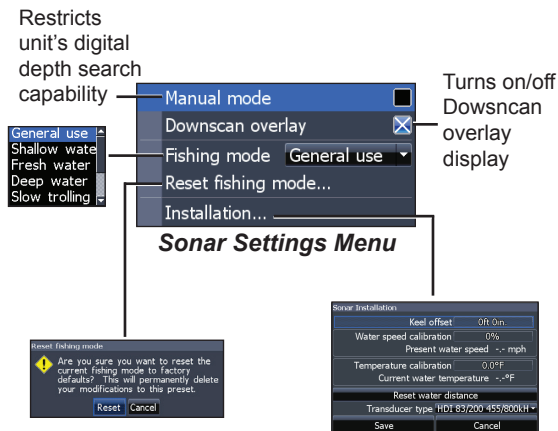 Restricts
unit's digital
depth search
capability
Manual mode
Downscan overlay
Fishing mode General use
Reset fishing mode...
Installation...
Turns on/off
Dowsncan
overlay
display
General use
Shallow wate
Fresh water
Deep water
Slow trolling
Sonar Settings Menu
Reset fishing mode
Are you sure you want to reset the
current fishing mode to factory
defaults? This will permanently delete
your modifications to this preset.
Reset Cancel
Sonar Installation
Keel offset 0ft 0in.
Water speed calibration 0%
Present water speed -.- mph
Temperature calibration 0.0°F
Current water temperature -.-°F
Reset water distance
Transducer type HDI 83/200 455/800kH
Save Cancel